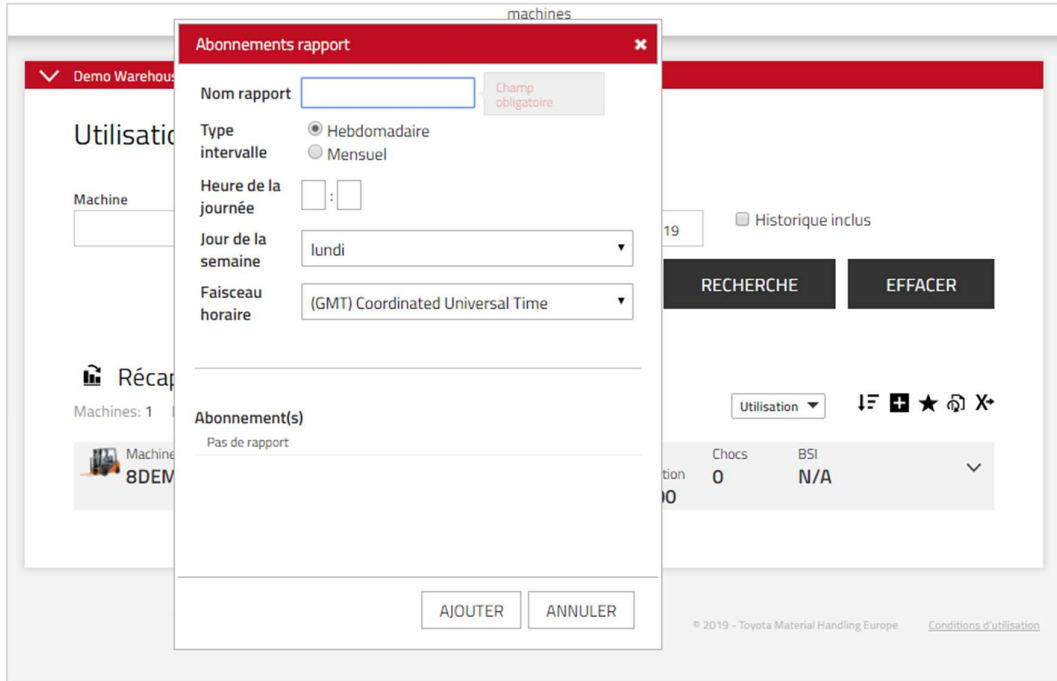 machines
Abonnements rapport
Demo Warehous
Nom rapport
Champ
obligatoire
Utilisatio
Type
intervalle
Hebdomadaire
Mensuel
Heure de la
journée
:
Machine
19
Historique inclus
Jour de la
semaine
lundi
Faisceau
horaire
(GMT) Coordinated Universal Time
RECHERCHE
EFFACER
Récap
Machines: 1
Utilisation
Abonnement(s)
Pas de rapport
Machine
8DEM
tion
00
Chocs
0
BSI
N/A
AJOUTER
ANNULER
© 2019 - Toyota Material Handling Europe
Conditions d'utilisation